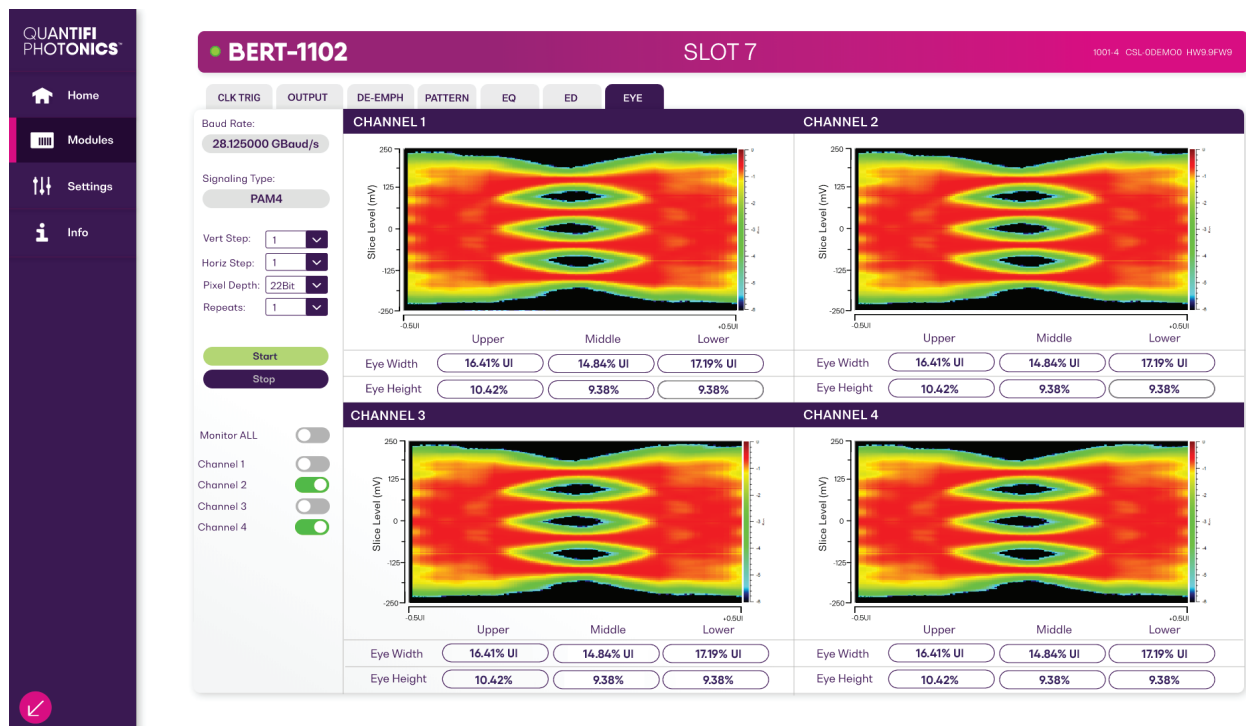 QUANTIFI
PHOTONICS™
Home
Modules
Settings
Info
BERT-1102
SLOT 7
1001-4 CSL-0DEMO0 HW9.9FW9
CLK TRIG
OUTPUT
DE-EMPH
PATTERN
EQ
ED
EYE
Baud Rate:
28.125000 GBaud/s
Signaling Type:
PAM4
Vert Step: 1
Horiz Step: 1
Pixel Depth: 22Bit
Repeats: 1
Start
Stop
Monitor ALL
Channel 1
Channel 2
Channel 3
Channel 4
CHANNEL 1
Slice Level (mV)
250
125
0
-125
-250
-0.5UI
+0.5UI
Upper Middle Lower
Eye Width 16.41% UI 14.84% UI 17.19% UI
Eye Height 10.42% 9.38% 9.38%
CHANNEL 2
Slice Level (mV)
250
125
0
-125
-250
-0.5UI
+0.5UI
Upper Middle Lower
Eye Width 16.41% UI 14.84% UI 17.19% UI
Eye Height 10.42% 9.38% 9.38%
CHANNEL 3
Slice Level (mV)
250
125
0
-125
-250
-0.5UI
+0.5UI
Upper Middle Lower
Eye Width 16.41% UI 14.84% UI 17.19% UI
Eye Height 10.42% 9.38% 9.38%
CHANNEL 4
Slice Level (mV)
250
125
0
-125
-250
-0.5UI
+0.5UI
Upper Middle Lower
Eye Width 16.41% UI 14.84% UI 17.19% UI
Eye Height 10.42% 9.38% 9.38%